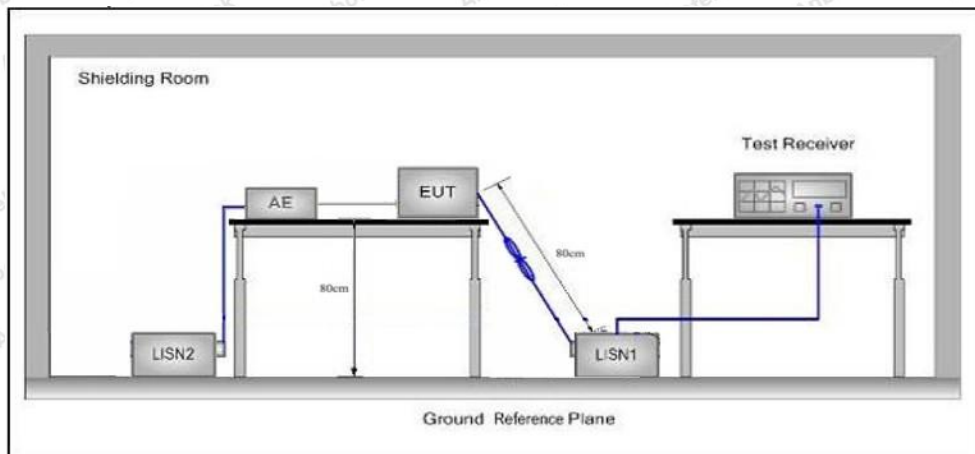 Shielding Room
Test Receiver
AE
EUT
80cm
80cm
LISN2
LISN1
Ground Reference Plane